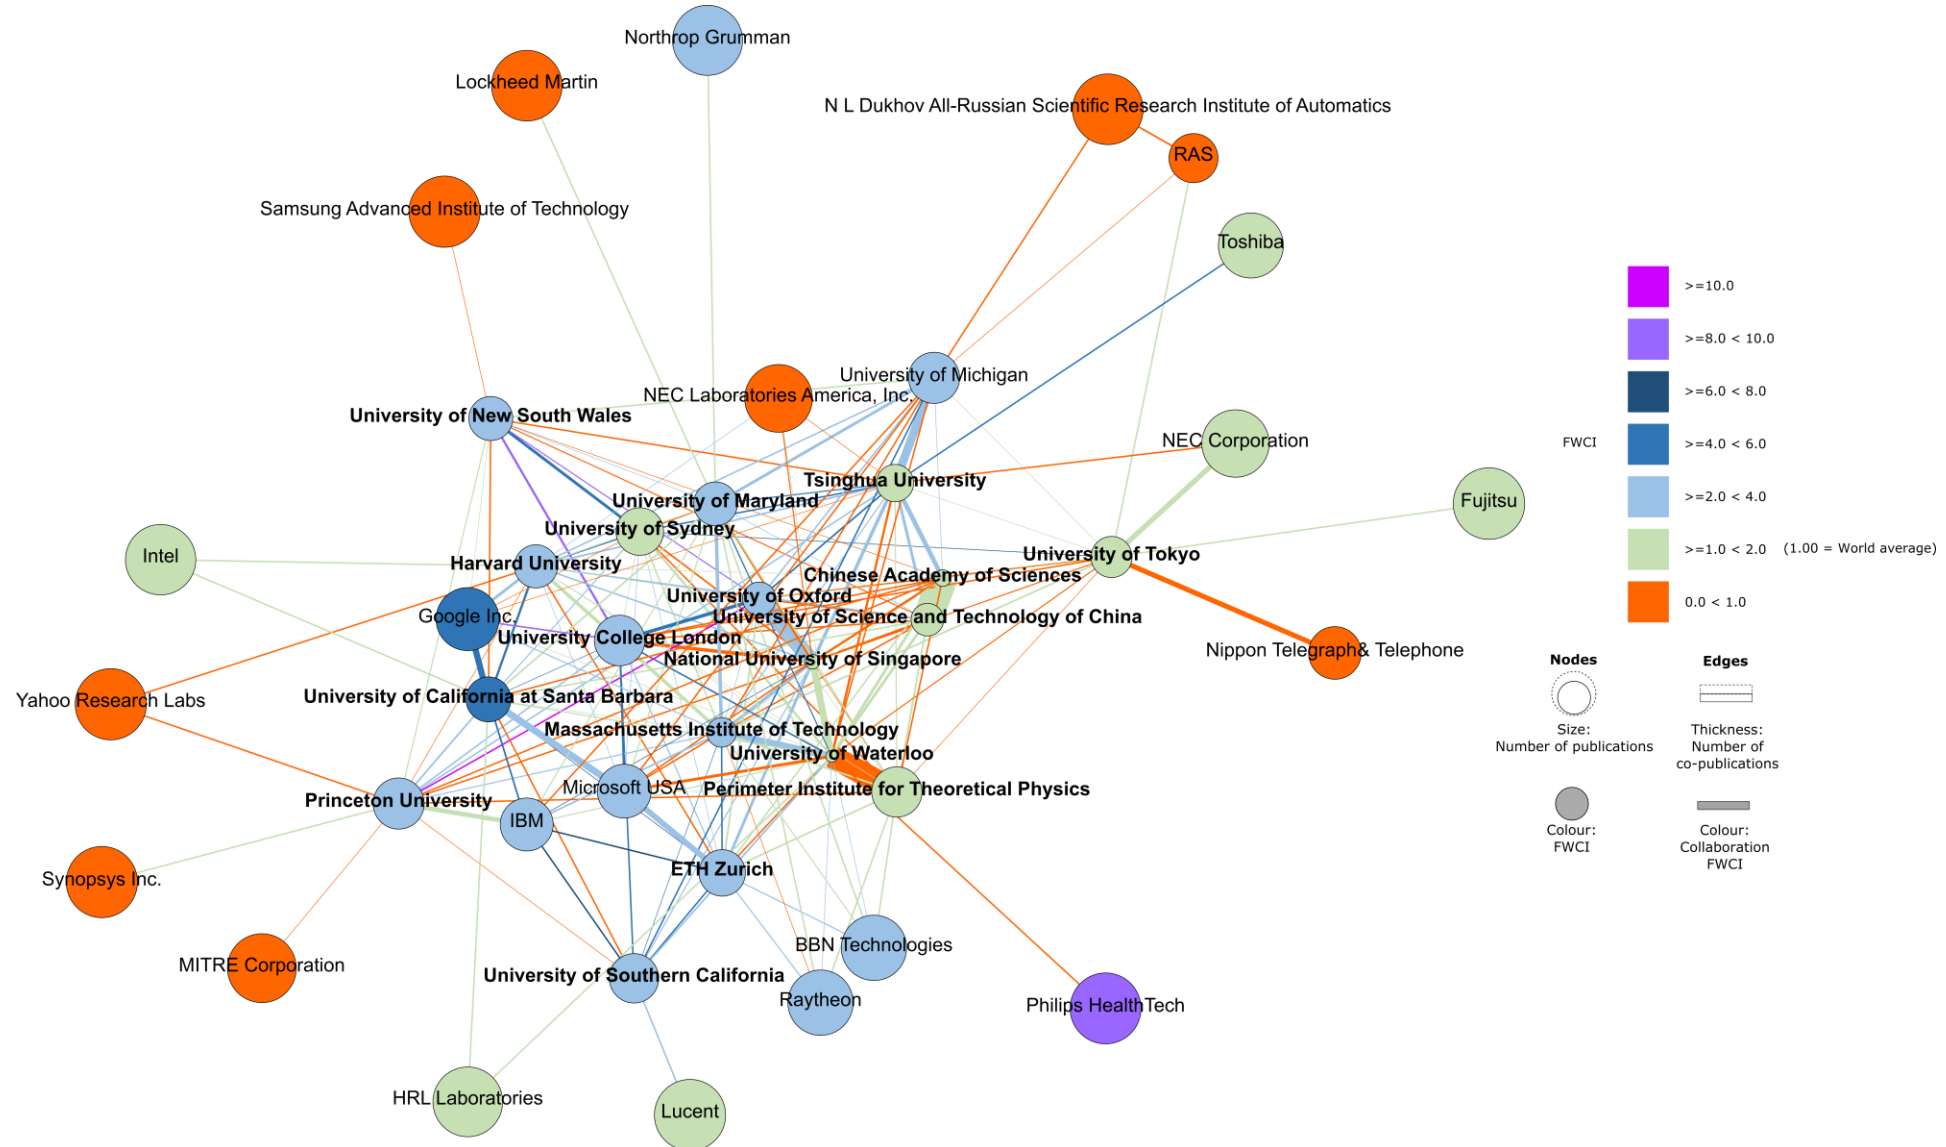 Northrop Grumman
Lockheed Martin
N L Dukhov All-Russian Scientific Research Institute of Automatics
RAS
Samsung Advanced Institute of Technology
Toshiba
University of Michigan
NEC Laboratories America, Inc.
University of New South Wales
NEC Corporation
Tsinghua University
University of Maryland
Fujitsu
University of Sydney
Intel
University of Tokyo
Harvard University
Chinese Academy of Sciences
University of Oxford
Google Inc.
University of Science and Technology of China
University College London
Nippon Telegraph& Telephone
National University of Singapore
University of California at Santa Barbara
Yahoo Research Labs
Massachusetts Institute of Technology
University of Waterloo
Microsoft USA
Perimeter Institute for Theoretical Physics
Princeton University
IBM
ETH Zurich
Synopsys Inc.
BBN Technologies
MITRE Corporation
University of Southern California
Raytheon
Philips HealthTech
HRL Laboratories
Lucent
>=10.0
>=8.0 < 10.0
>=6.0 < 8.0
FWCI
>=4.0 < 6.0
>=2.0 < 4.0
>=1.0 < 2.0 (1.00 = World average)
0.0 < 1.0
Nodes
Size:
Number of publications
Colour:
FWCI
Edges
Thickness:
Number of
co-publications
Colour:
Collaboration
FWCI